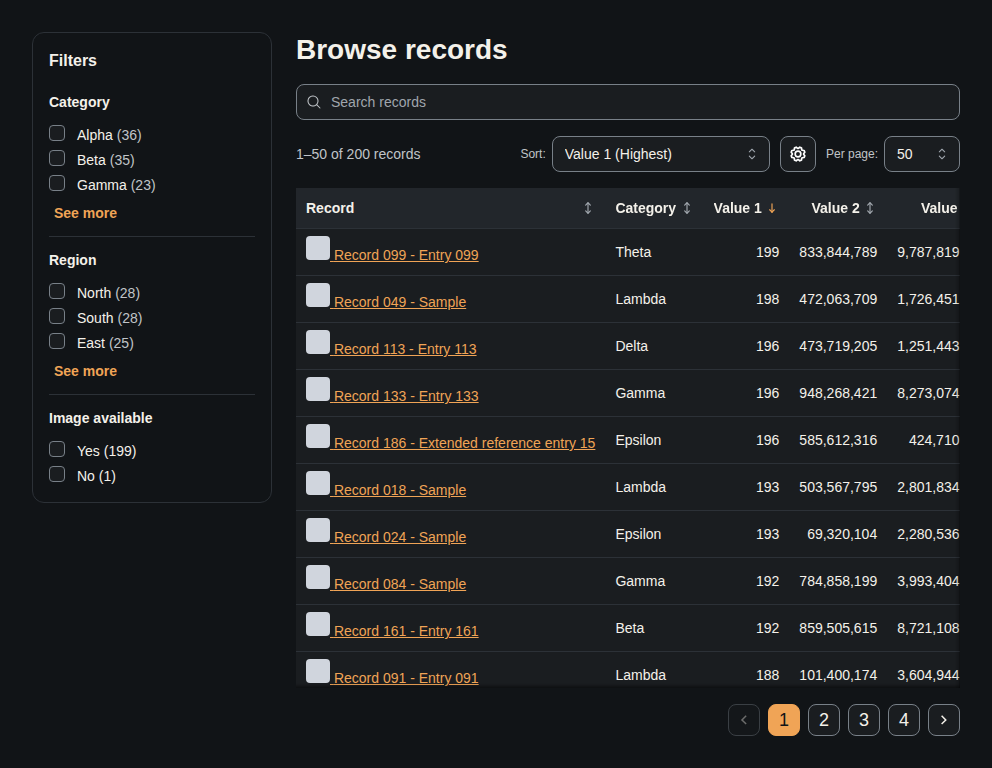 Filters
Category
Alpha (36)
Beta (35)
Gamma (23)
See more
Region
North (28)
South (28)
East (25)
See more
Image available
Yes (199)
No (1)
Browse records
Search records
1–50 of 200 records Sort: Value 1 (Highest) Per page: 50
Record Category Value 1 Value 2 Value
Record 099 - Entry 099 Theta 199 833,844,789 9,787,819
Record 049 - Sample Lambda 198 472,063,709 1,726,451
Record 113 - Entry 113 Delta 196 473,719,205 1,251,443
Record 133 - Entry 133 Gamma 196 948,268,421 8,273,074
Record 186 - Extended reference entry 15 Epsilon 196 585,612,316 424,710
Record 018 - Sample Lambda 193 503,567,795 2,801,834
Record 024 - Sample Epsilon 193 69,320,104 2,280,536
Record 084 - Sample Gamma 192 784,858,199 3,993,404
Record 161 - Entry 161 Beta 192 859,505,615 8,721,108
Record 091 - Entry 091 Lambda 188 101,400,174 3,604,944
1 2 3 4